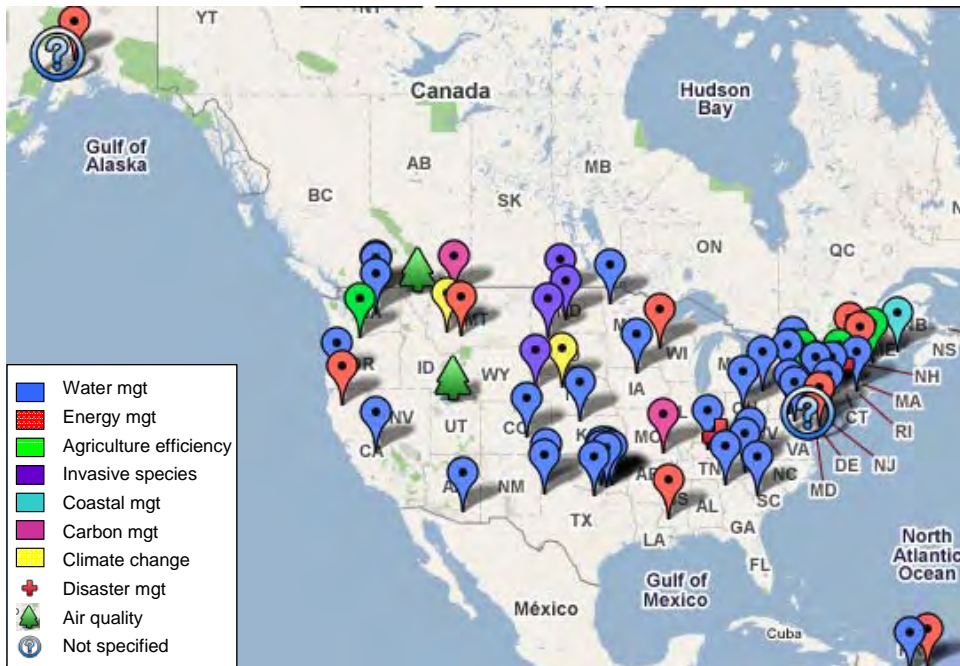 YT
Canada
Hudson
Bay
Gulf of
Alaska
AB
MB
BC
SK
ON
QC
NB
NS
MT
OR
ID
WY
WI
IA
NH
MA
CT
RI
NV
UT
CA
MO
VA
DE
NJ
MD
NM
TN
NC
SC
TX
AL
GA
LA
FL
Gulf of
Mexico
North
Atlantic
Ocean
México
Cuba
Water mgt
Energy mgt
Agriculture efficiency
Invasive species
Coastal mgt
Carbon mgt
Climate change
Disaster mgt
Air quality
Not specified